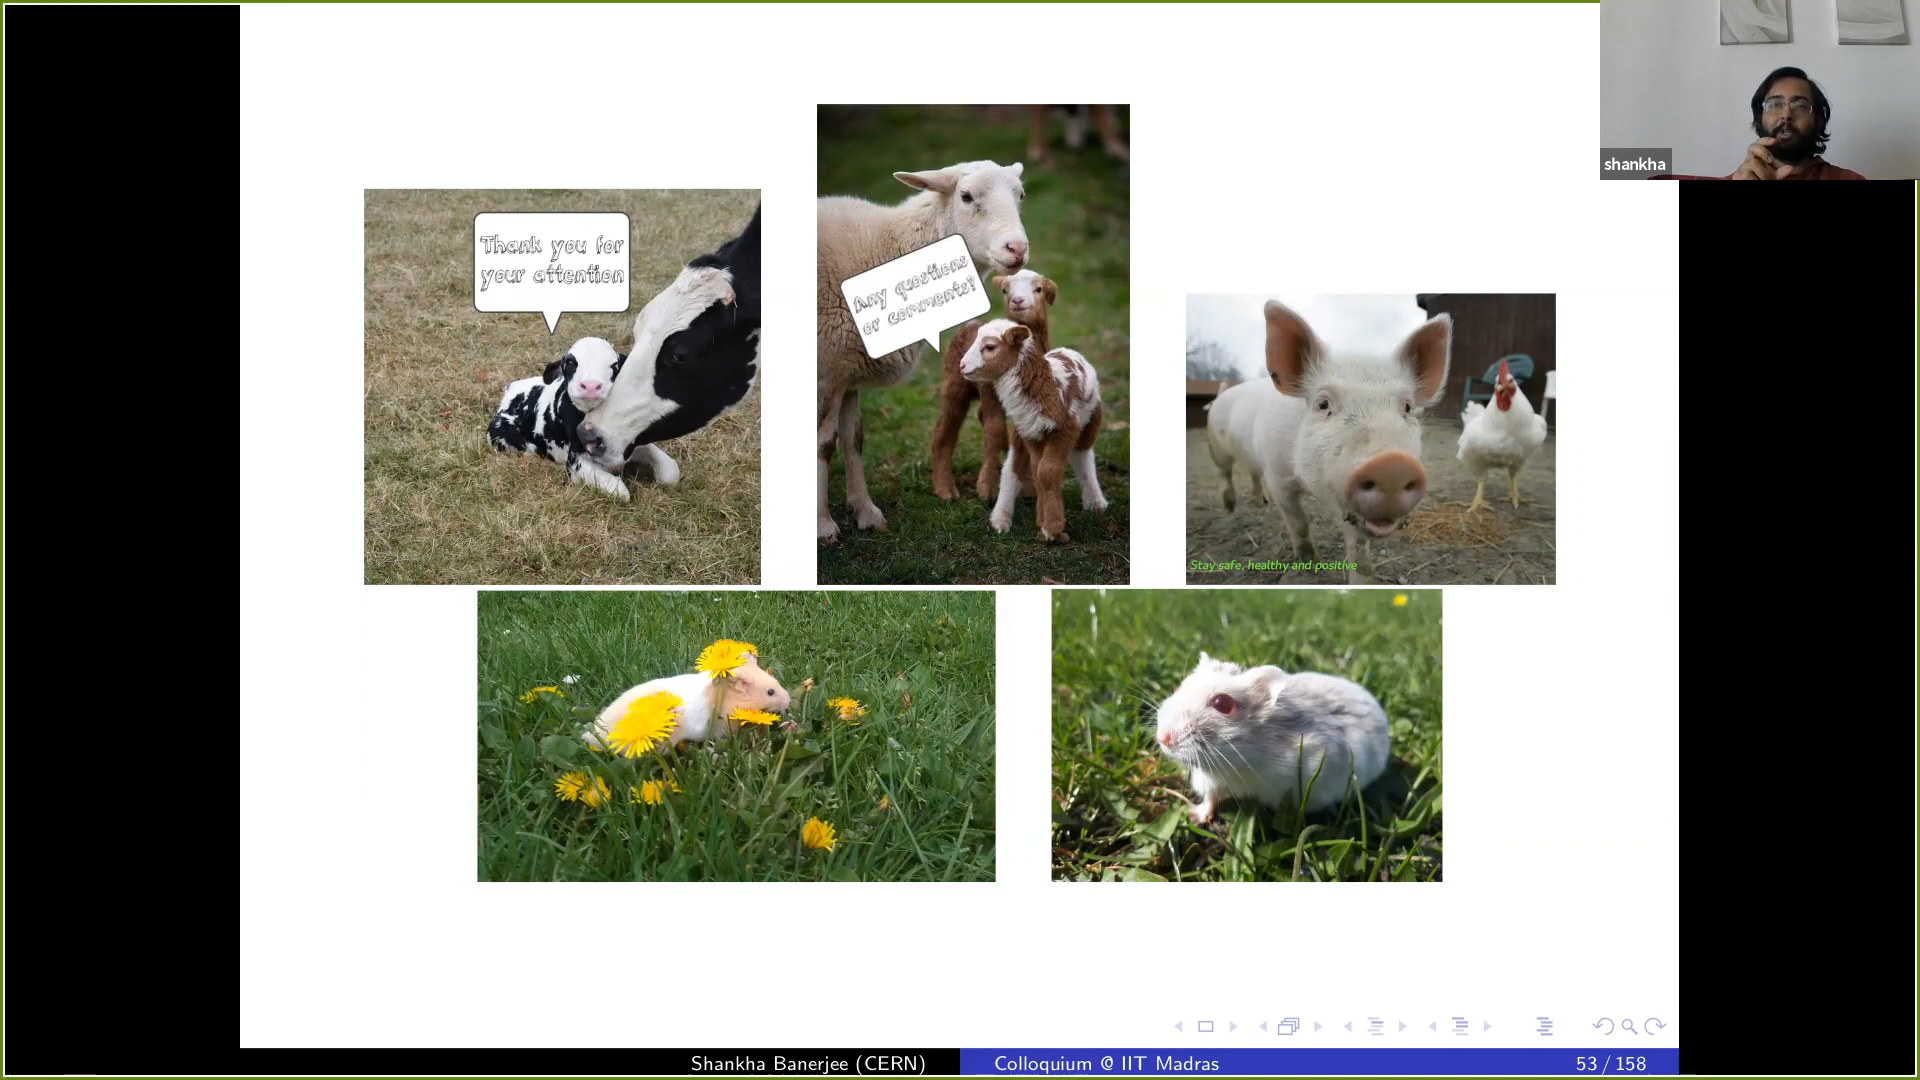 shankha
Thank you for
your attention
Any questions
or comments?
Stay safe, healthy and positive
Shankha Banerjee (CERN)
Colloquium @ IIT Madras
53 / 158